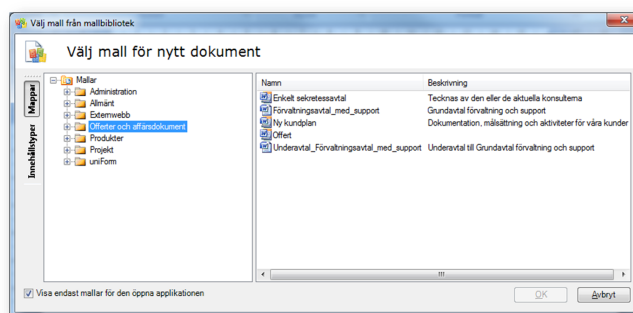 Välj mall från mallbibliotek
Välj mall för nytt dokument
Mappar
Innehållstyper
Mallar
Administration
Allmänt
Externwebb
Offerter och affärsdokument
Produkter
Projekt
uniForm
Namn Beskrivning
Enkelt sekretessavtal Tecknas av den eller de aktuella konsulterna
Förvaltningsavtal_med_support Grundavtal förvaltning och support
Ny kundplan Dokumentation, målsättning och aktiviteter för våra kunder
Offert
Underavtal_Förvaltningsavtal_med_support Underavtal till Grundavtal förvaltning och support
Visa endast mallar för den öppna applikationen
OK Avbryt